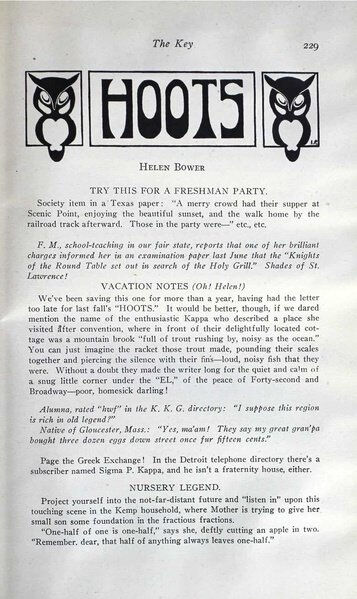 The Key
229
HOOTS
HELEN BOWER
TRY THIS FOR A FRESHMAN PARTY.
Society item in a Texas paper: "A merry crowd had their supper at
Scenic Point, enjoying the beautiful sunset, and the walk home by the
railroad track afterward. Those in the party were—" etc., etc.
F. M., school-teaching in our fair state, reports that one of her brilliant
charges informed her in an examination paper last June that the "Knights
of the Round Table set out in search of the Holy Grill." Shades of St.
Lawrence!
VACATION NOTES (Oh! Helen!)
We've been saving this one for more than a year, having had the letter
too late for last fall's "HOOTS." It would be better, though, if we dared
mention the name of the enthusiastic Kappa who described a place she
visited after convention, where in front of their delightfully located cot-
tage was a mountain brook "full of trout rushing by, noisy as the ocean."
You can just imagine the racket those trout made, pounding their scales
together and piercing the silence with their fins—loud, noisy fish that they
were. Without a doubt they made the writer long for the quiet and calm of
a snug little corner under the "EL," of the peace of Forty-second and
Broadway—poor, homesick darling!
Alumna, rated "hwf" in the K. K. G. directory: "I suppose this region
is rich in old legend?"
Native of Gloucester, Mass.: "Yes, ma'am! They say my great gran'pa
bought three dozen eggs down street once fur fifteen cents."
Page the Greek Exchange! In the Detroit telephone directory there's a
subscriber named Sigma P. Kappa, and he isn't a fraternity house, either.
NURSERY LEGEND.
Project yourself into the not-far-distant future and "listen in" upon this
touching scene in the Kemp household, where Mother is trying to give her
small son some foundation in the fractious fractions.
"One-half of one is one-half," says she, deftly cutting an apple in two.
"Remember. dear, that half of anything always leaves one-half."